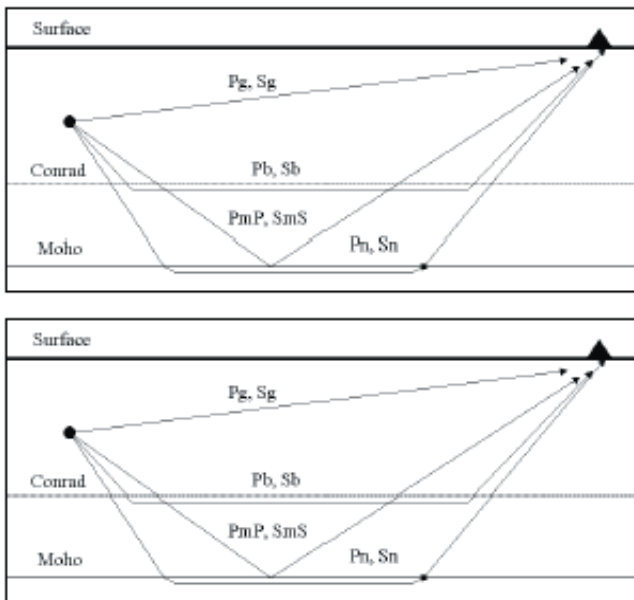 Surface
Pg, Sg
Conrad
Pb, Sb
PmP, SmS
Moho
Pn, Sn
Surface
Pg, Sg
Conrad
Pb, Sb
PmP, SmS
Moho
Pn, Sn